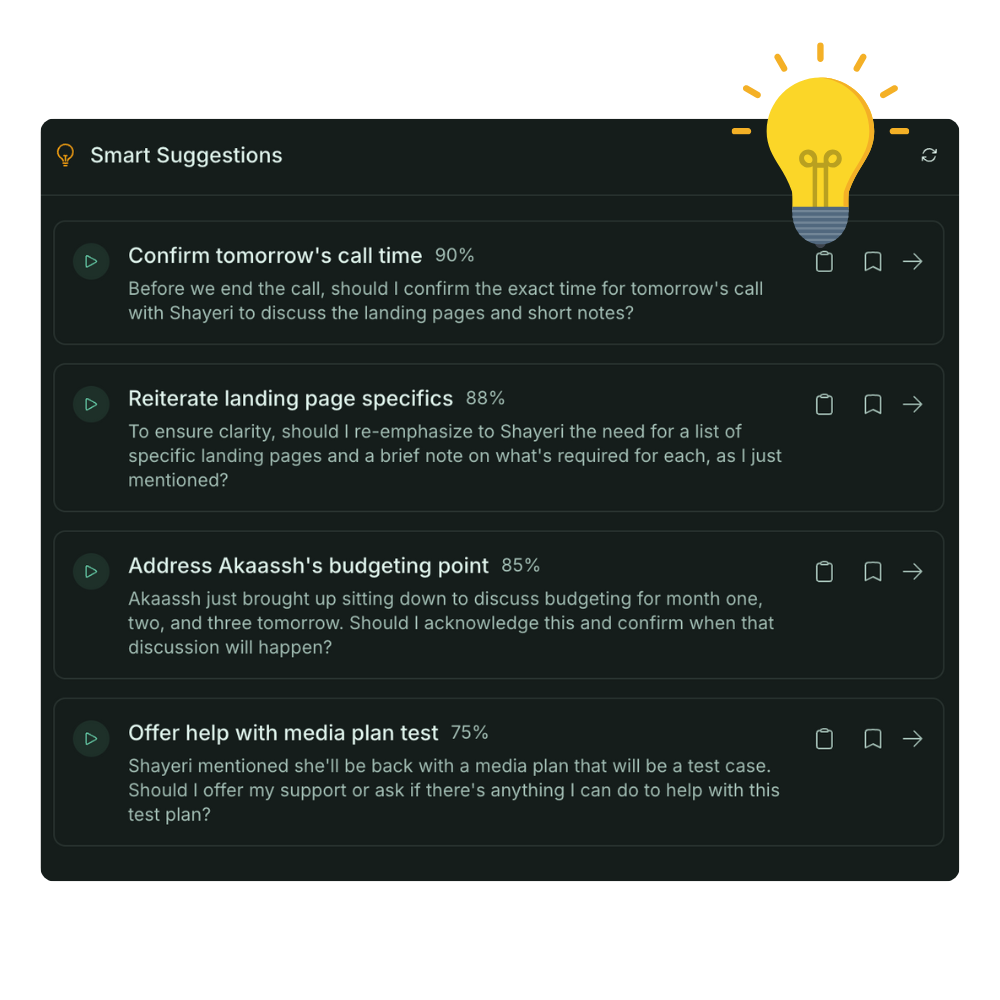 Smart Suggestions
Confirm tomorrow's call time 90%
Before we end the call, should I confirm the exact time for tomorrow's call
with Shayeri to discuss the landing pages and short notes?
Reiterate landing page specifics 88%
To ensure clarity, should I re-emphasize to Shayeri the need for a list of
specific landing pages and a brief note on what's required for each, as I just
mentioned?
Address Akaassh's budgeting point 85%
Akaassh just brought up sitting down to discuss budgeting for month one,
two, and three tomorrow. Should I acknowledge this and confirm when that
discussion will happen?
Offer help with media plan test 75%
Shayeri mentioned she'll be back with a media plan that will be a test case.
Should I offer my support or ask if there's anything I can do to help with this
test plan?